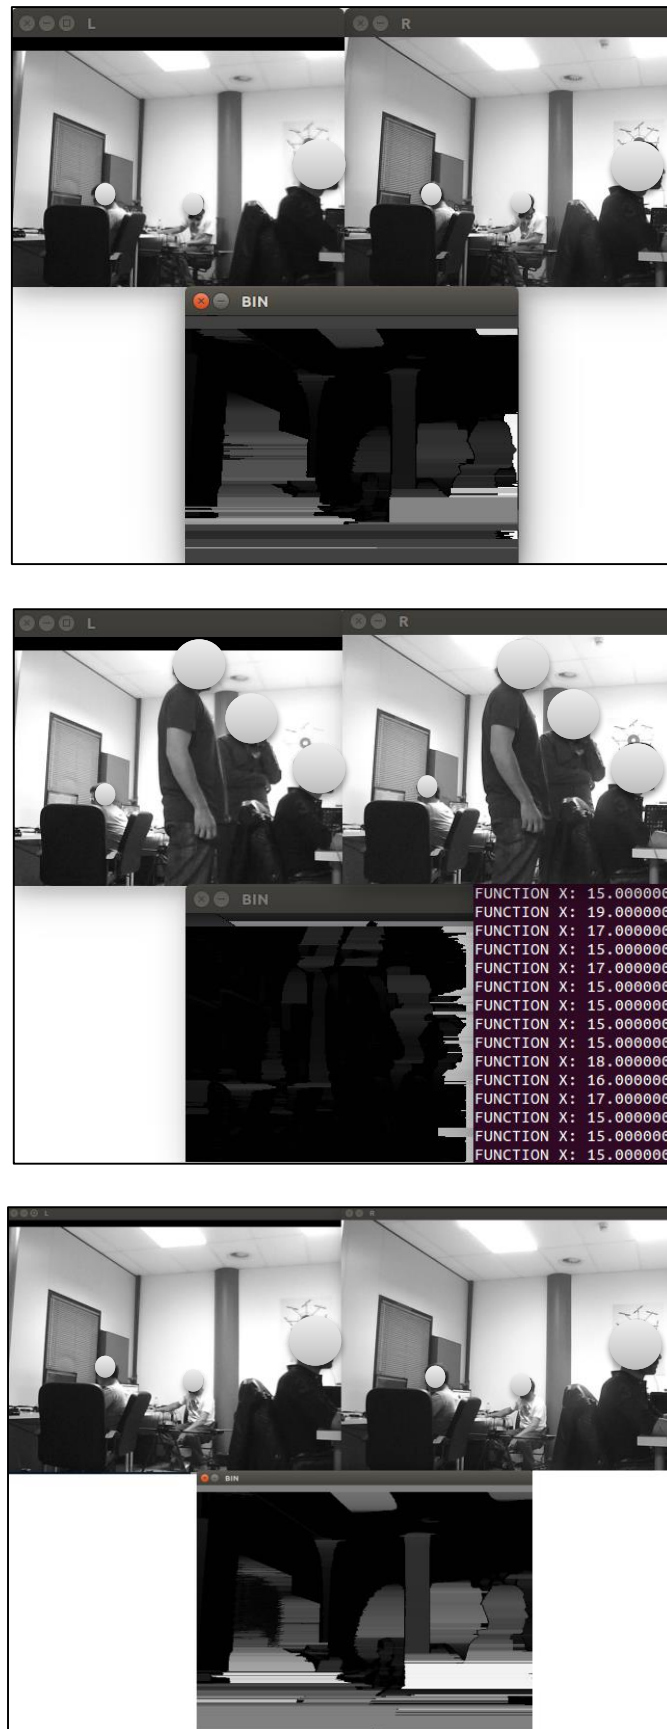 L
R
BIN
L
R
BIN
FUNCTION X: 15.000000
FUNCTION X: 19.000000
FUNCTION X: 17.000000
FUNCTION X: 15.000000
FUNCTION X: 17.000000
FUNCTION X: 15.000000
FUNCTION X: 15.000000
FUNCTION X: 15.000000
FUNCTION X: 15.000000
FUNCTION X: 18.000000
FUNCTION X: 16.000000
FUNCTION X: 17.000000
FUNCTION X: 15.000000
FUNCTION X: 15.000000
FUNCTION X: 15.000000
L
R
BIN